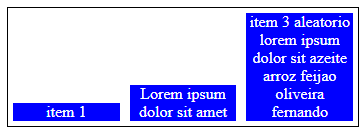 item 1
Lorem ipsum
dolor sit amet
item 3 aleatorio
lorem ipsum
dolor sit azeite
arroz feijao
oliveira
fernando